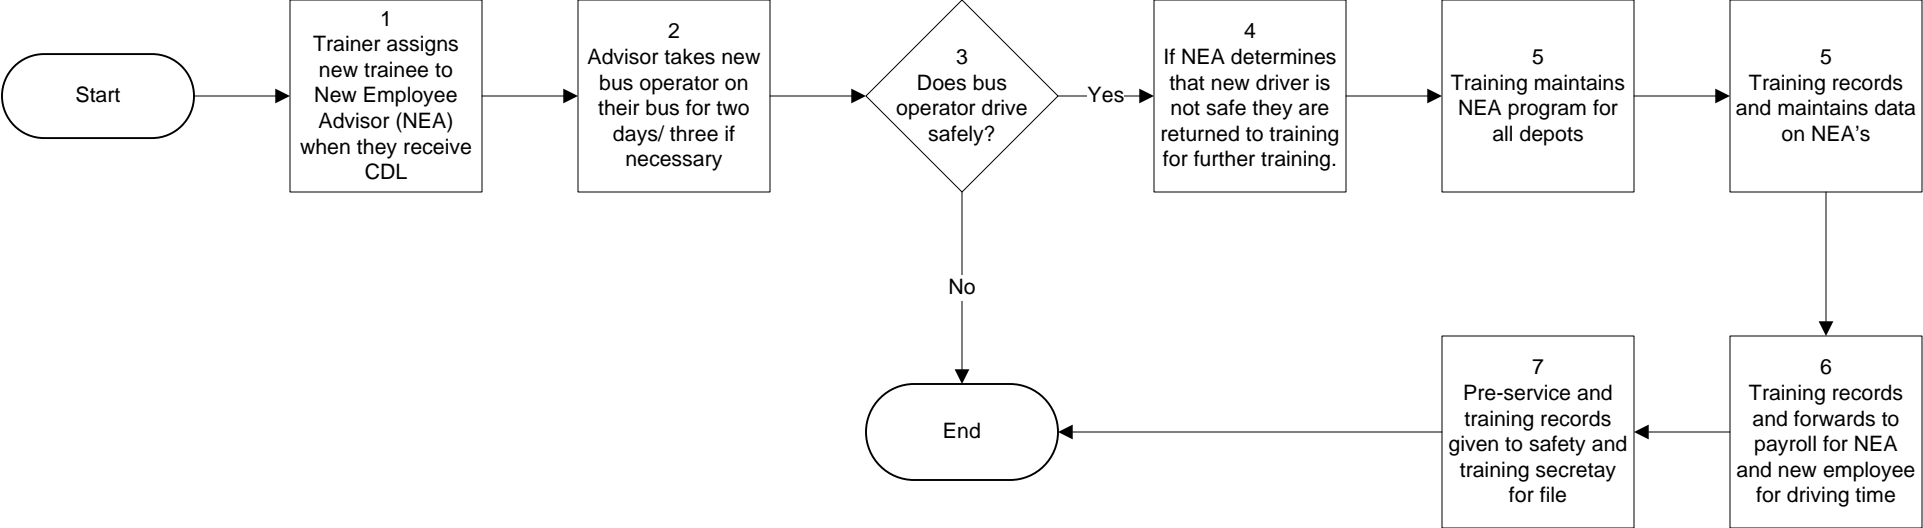 Start
1
Trainer assigns
new trainee to
New Employee
Advisor (NEA)
when they receive
CDL
2
Advisor takes new
bus operator on
their bus for two
days/ three if
necessary
3
Does bus
operator drive
safely?
Yes
4
If NEA determines
that new driver is
not safe they are
returned to training
for further training.
5
Training maintains
NEA program for
all depots
5
Training records
and maintains data
on NEA's
No
End
7
Pre-service and
training records
given to safety and
training secretay
for file
6
Training records
and forwards to
payroll for NEA
and new employee
for driving time